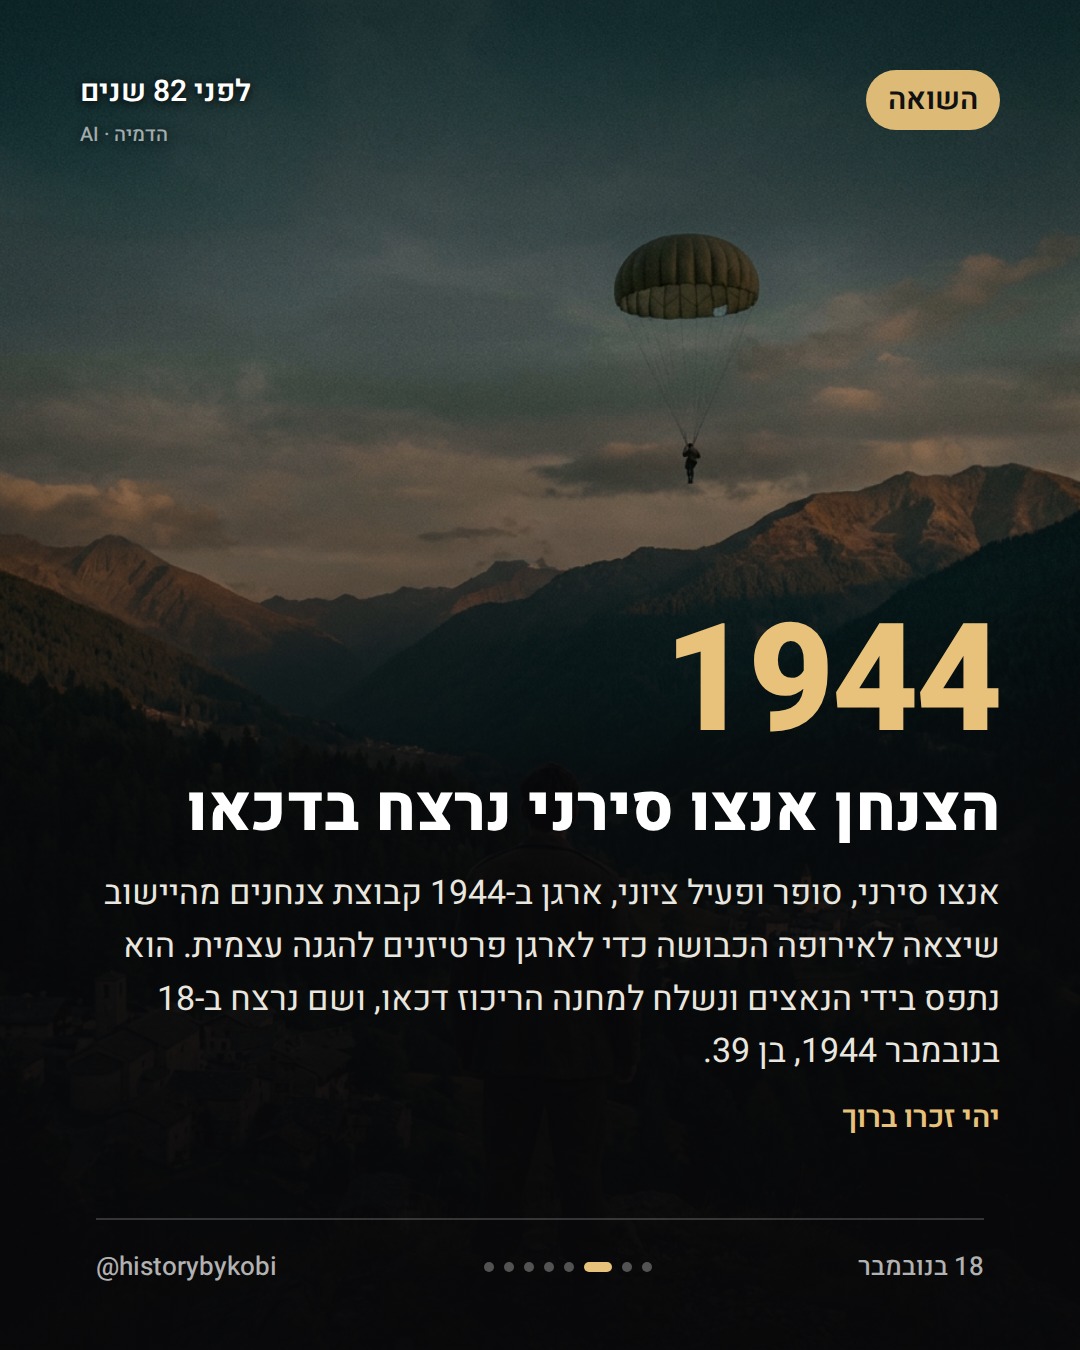 השואה
לפני 82 שנים
הדמיה · AI
1944
הצנחן אנצו סירני נרצח בדכאו
אנצו סירני, סופר ופעיל ציוני, ארגן ב-1944 קבוצת צנחנים מהיישוב
שיצאה לאירופה הכבושה כדי לארגן פרטיזנים להגנה עצמית. הוא
נתפס בידי הנאצים ונשלח למחנה הריכוז דכאו, ושם נרצח ב-18
בנובמבר 1944, בן 39.
יהי זכרו ברוך
18 בנובמבר
@historybykobi